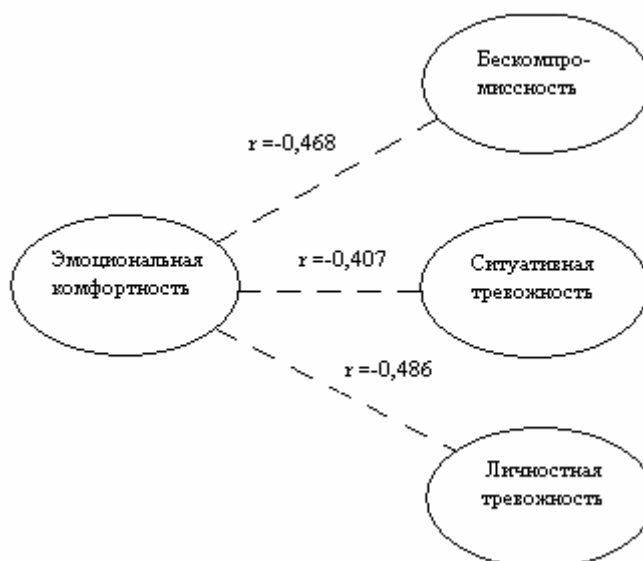 Бескомпро-
миссность
r =-0,468
Эмоциональная
комфортность
r =-0,407
Ситуативная
тревожность
r =-0,486
Личностная
тревожность